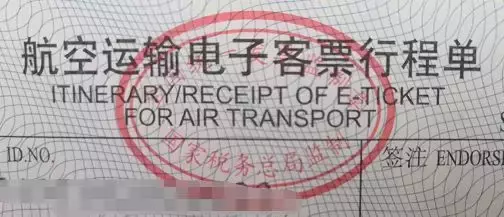 航空运输电子客票行程单
ITINERARY/RECEIPT OF E-TICKET
FOR AIR TRANSPORT
国家税务总局监制
ID.NO.
签注 ENDORSE